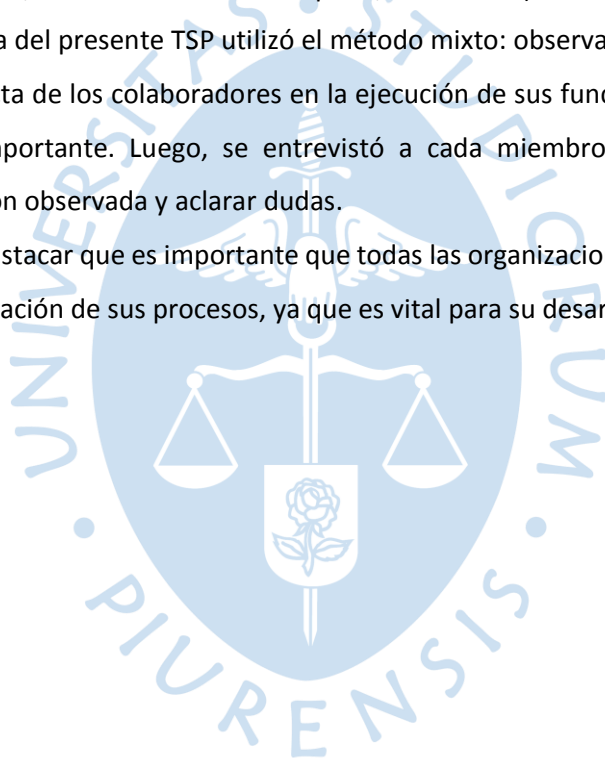 a del presente TSP utilizó el método mixto: observa
ta de los colaboradores en la ejecución de sus fund
portante. Luego, se entrevistó a cada miembro
n observada y aclarar dudas.
stacar que es importante que todas las organizacio
ación de sus procesos, ya que es vital para su desar
UNIVERSITAS • STUDIORUM • PIURENSIS